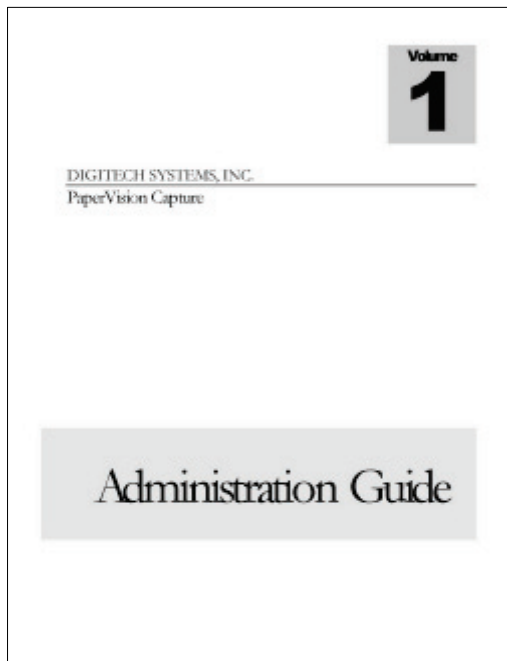 Volume
1
DIGITECH SYSTEMS, INC.
PaperVision Capture
Administration Guide